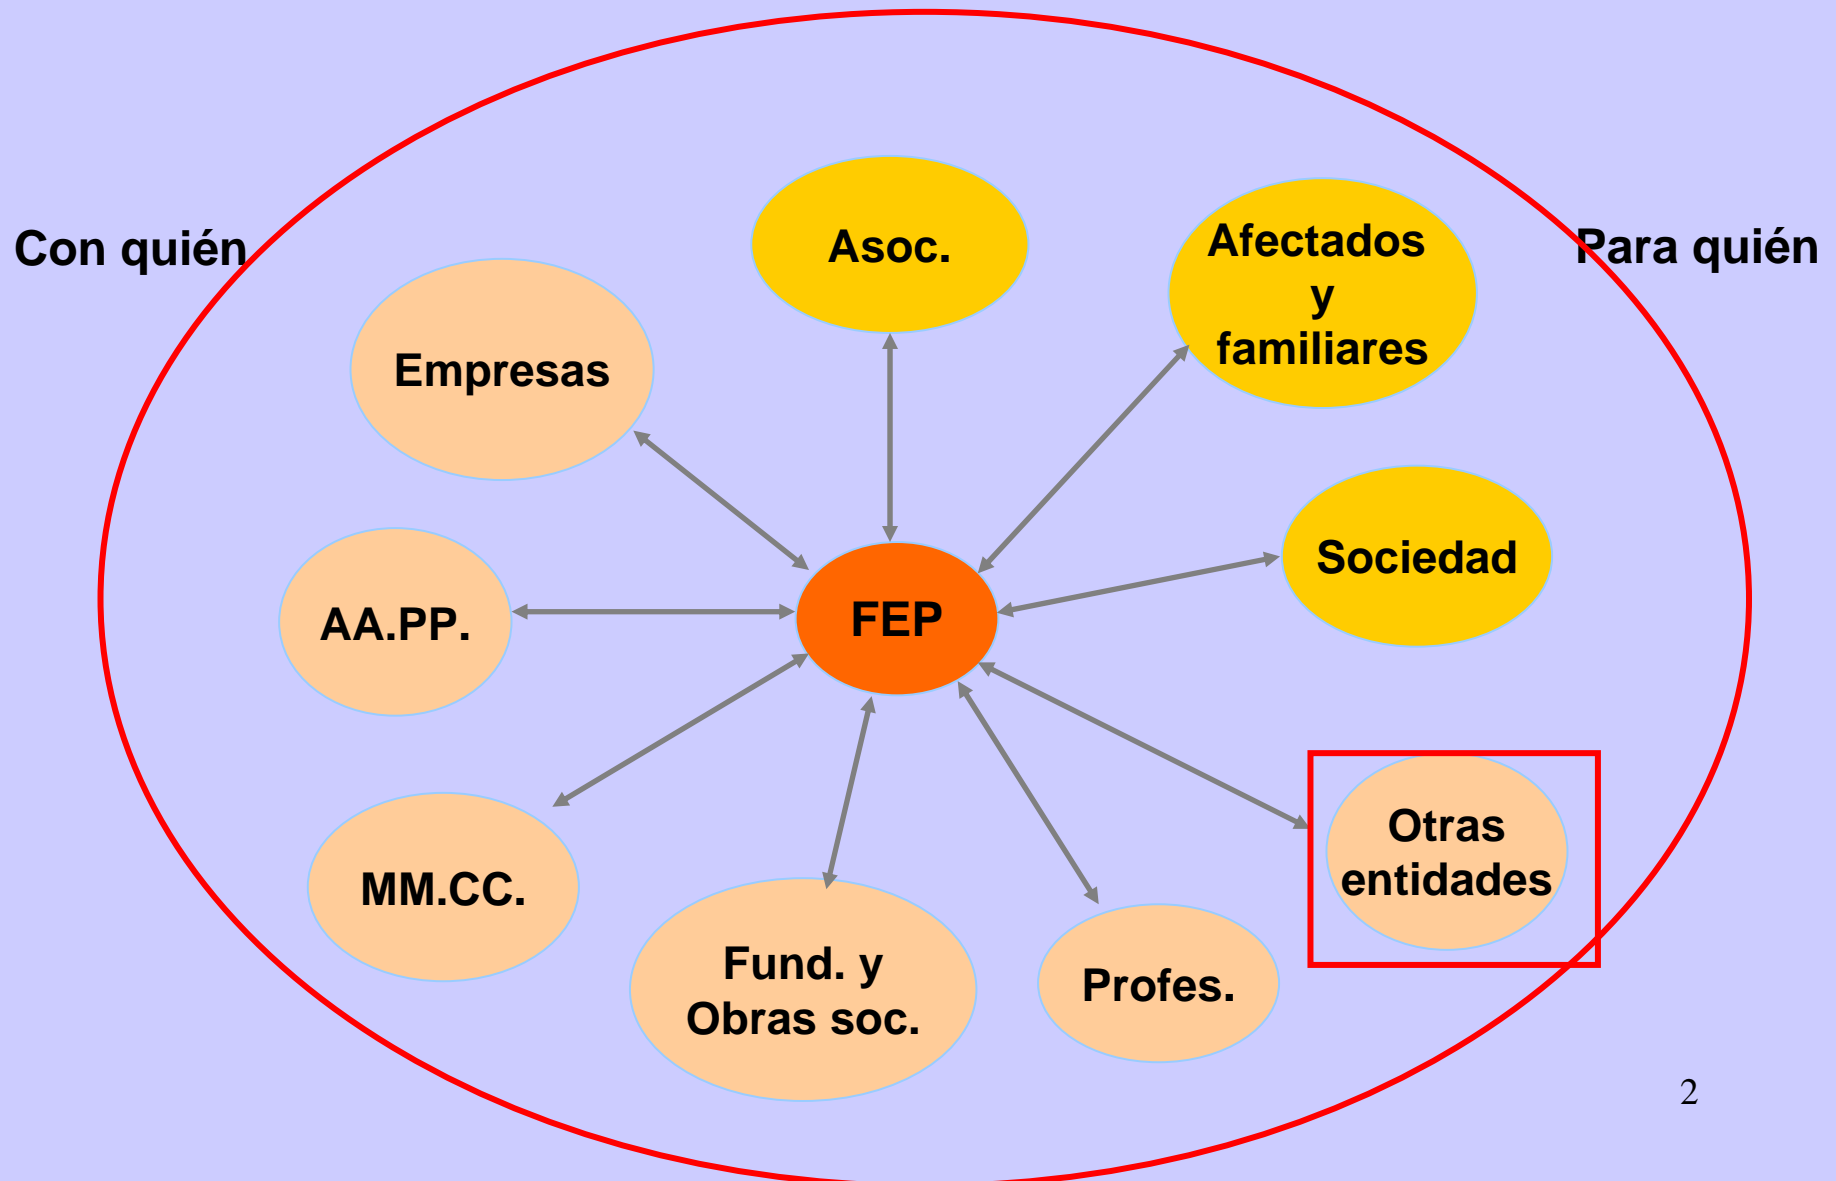 Con quién
Para quién
Asoc.
Afectados
y
familiares
Empresas
Sociedad
AA.PP.
FEP
Otras
entidades
MM.CC.
Fund. y
Obras soc.
Profes.
2